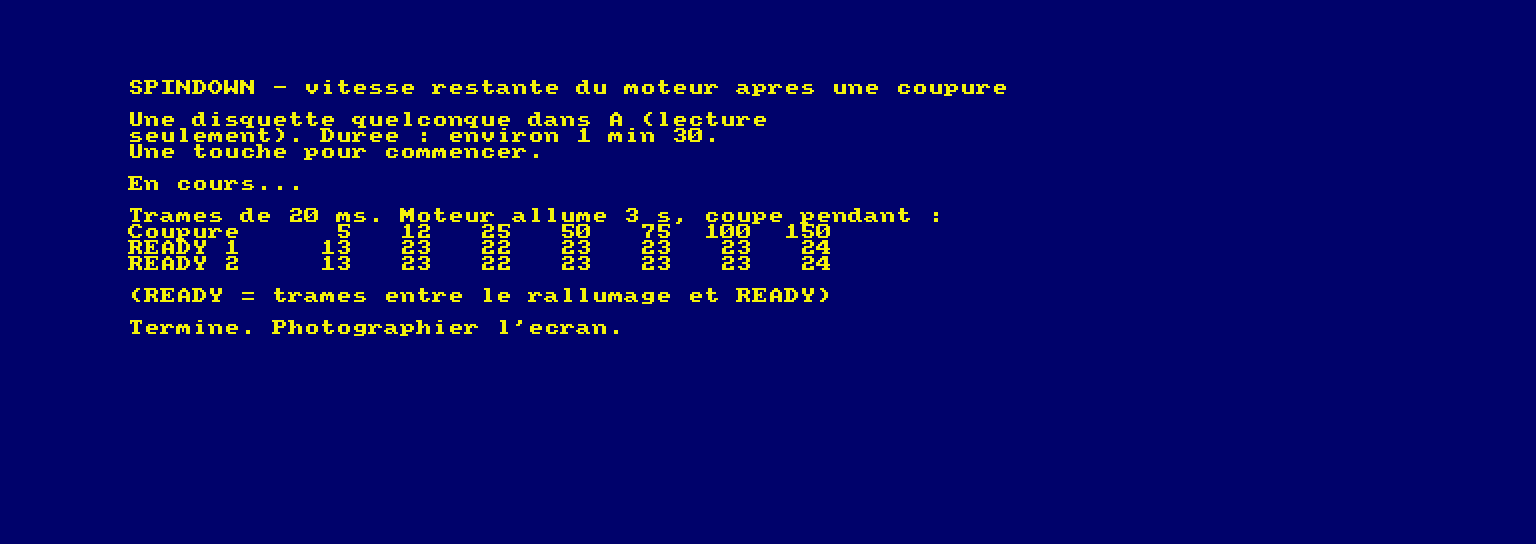 SPINDOWN - vitesse restante du moteur apres une coupure
Une disquette quelconque dans A (lecture
seulement). Duree : environ 1 min 30.
Une touche pour commencer.
En cours...
Trames de 20 ms. Moteur allume 3 s, coupe pendant :
Coupure 5 12 25 50 75 100 150
READY 1 13 23 22 23 23 23 24
READY 2 13 23 22 23 23 23 24
(READY = trames entre le rallumage et READY)
Termine. Photographier l'ecran.